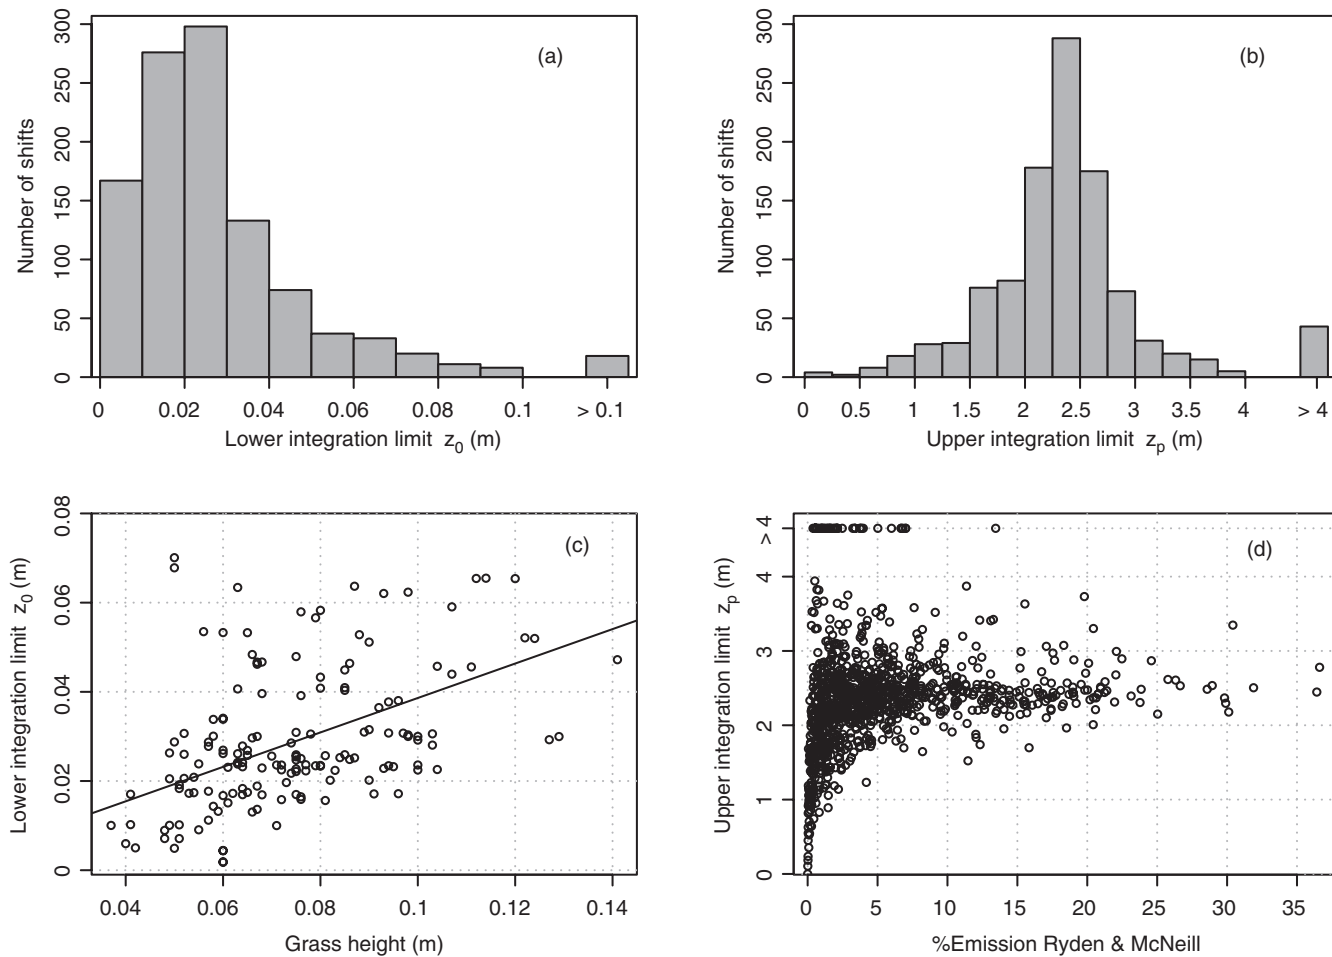 (a)
Number of shifts
0 50 100 150 200 250 300
0 0.02 0.04 0.06 0.08 0.1 > 0.1
Lower integration limit z0 (m)
(b)
Number of shifts
0 50 100 150 200 250 300
0 0.5 1 1.5 2 2.5 3 3.5 4 > 4
Upper integration limit zp (m)
(c)
Lower integration limit z0 (m)
0 0.02 0.04 0.06 0.08
0.04 0.06 0.08 0.1 0.12 0.14
Grass height (m)
(d)
Upper integration limit zp (m)
0 1 2 3 4 > 4
0 5 10 15 20 25 30 35
%Emission Ryden & McNeill